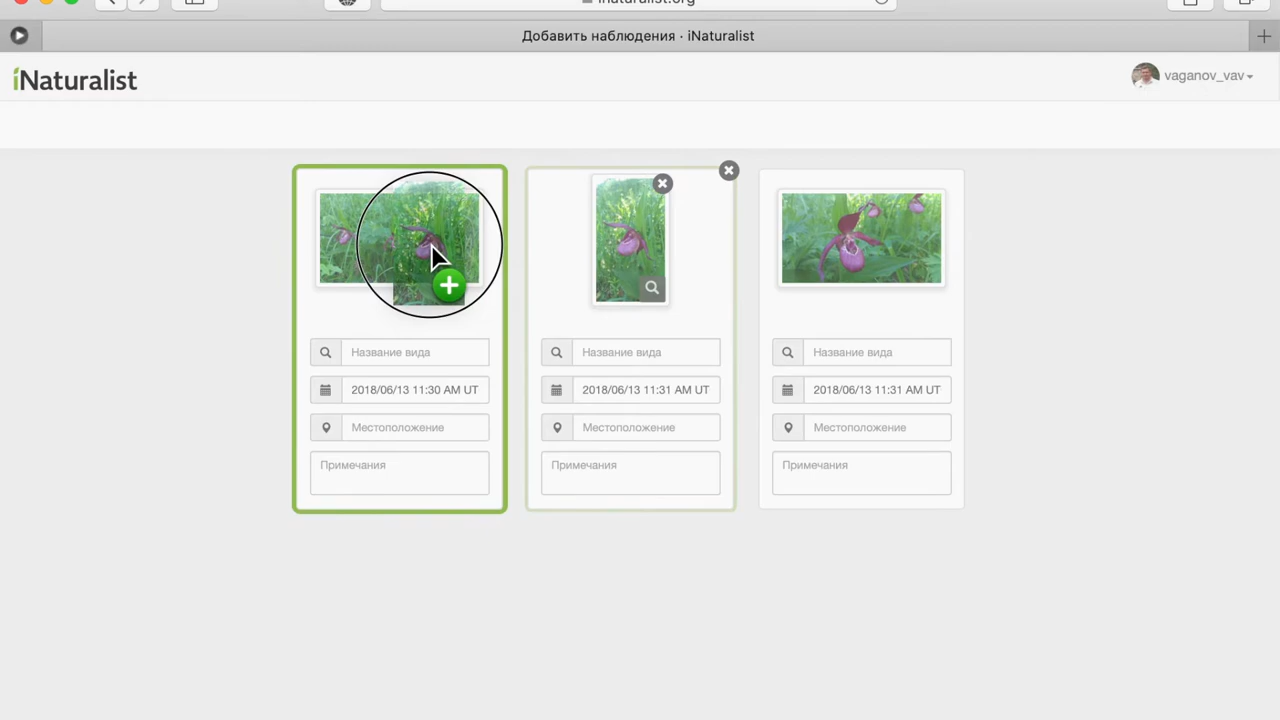 inaturalist.org
Добавить наблюдения · iNaturalist
iNaturalist
vaganov_vav
Название вида
2018/06/13 11:30 AM UT
Местоположение
Примечания
Название вида
2018/06/13 11:31 AM UT
Местоположение
Примечания
Название вида
2018/06/13 11:31 AM UT
Местоположение
Примечания